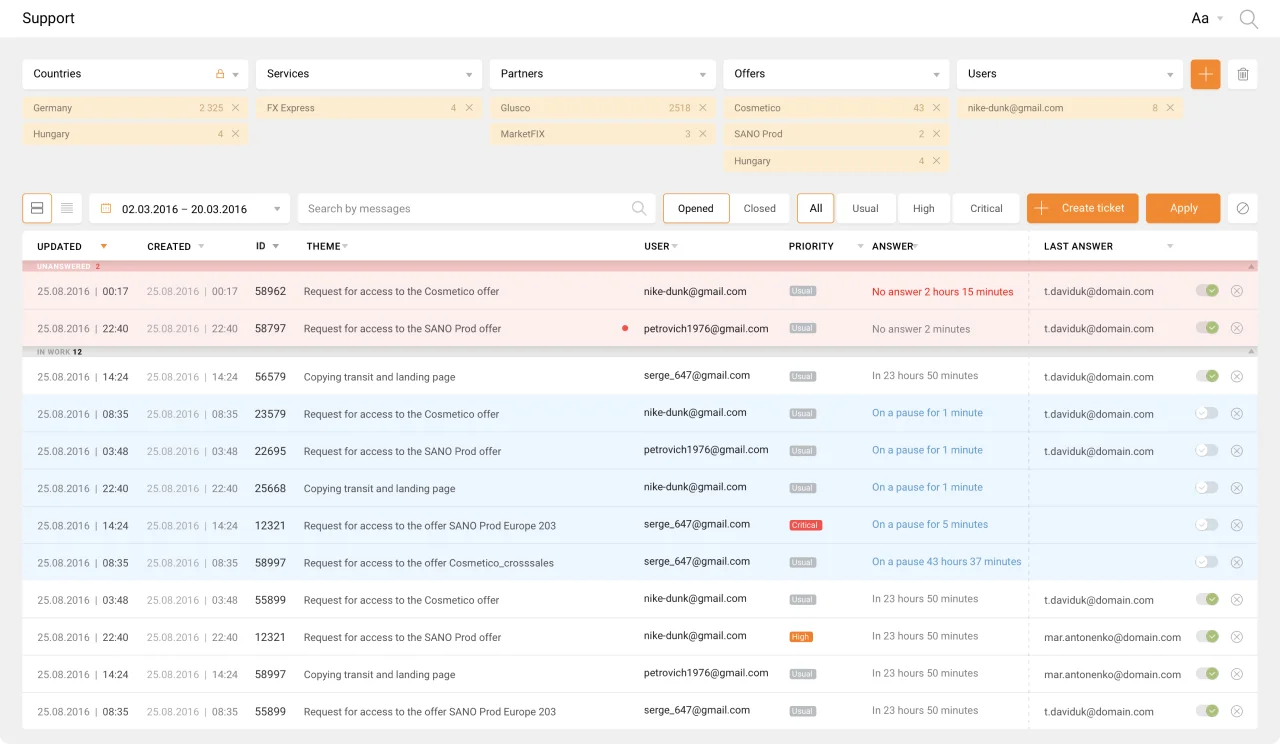 Support Aa
Countries Services Partners Offers Users
Germany 2 325 FX Express 4 Glusco 2518 Cosmetico 43 nike-dunk@gmail.com 8
Hungary 4 MarketFIX 3 SANO Prod 2
Hungary 4
02.03.2016 – 20.03.2016 Search by messages Opened Closed All Usual High Critical Create ticket Apply
UPDATED CREATED ID THEME USER PRIORITY ANSWER LAST ANSWER
UNANSWERED 2
25.08.2016 | 00:17 25.08.2016 | 00:17 58962 Request for access to the Cosmetico offer nike-dunk@gmail.com Usual No answer 2 hours 15 minutes t.daviduk@domain.com
25.08.2016 | 22:40 25.08.2016 | 22:40 58797 Request for access to the SANO Prod offer petrovich1976@gmail.com Usual No answer 2 minutes t.daviduk@domain.com
IN WORK 12
25.08.2016 | 14:24 25.08.2016 | 14:24 56579 Copying transit and landing page serge_647@gmail.com Usual In 23 hours 50 minutes t.daviduk@domain.com
25.08.2016 | 08:35 25.08.2016 | 08:35 23579 Request for access to the Cosmetico offer nike-dunk@gmail.com Usual On a pause for 1 minute t.daviduk@domain.com
25.08.2016 | 03:48 25.08.2016 | 03:48 22695 Request for access to the SANO Prod offer petrovich1976@gmail.com Usual On a pause for 1 minute t.daviduk@domain.com
25.08.2016 | 22:40 25.08.2016 | 22:40 25668 Copying transit and landing page nike-dunk@gmail.com Usual On a pause for 1 minute
25.08.2016 | 14:24 25.08.2016 | 14:24 12321 Request for access to the offer SANO Prod Europe 203 serge_647@gmail.com Critical On a pause for 5 minutes
25.08.2016 | 08:35 25.08.2016 | 08:35 58997 Request for access to the offer Cosmetico_crosssales serge_647@gmail.com Usual On a pause 43 hours 37 minutes
25.08.2016 | 03:48 25.08.2016 | 03:48 55899 Request for access to the Cosmetico offer nike-dunk@gmail.com Usual In 23 hours 50 minutes t.daviduk@domain.com
25.08.2016 | 22:40 25.08.2016 | 22:40 12321 Request for access to the SANO Prod offer nike-dunk@gmail.com High In 23 hours 50 minutes mar.antonenko@domain.com
25.08.2016 | 14:24 25.08.2016 | 14:24 58997 Copying transit and landing page petrovich1976@gmail.com Usual In 23 hours 50 minutes mar.antonenko@domain.com
25.08.2016 | 08:35 25.08.2016 | 08:35 55899 Request for access to the offer SANO Prod Europe 203 serge_647@gmail.com Usual In 23 hours 50 minutes t.daviduk@domain.com